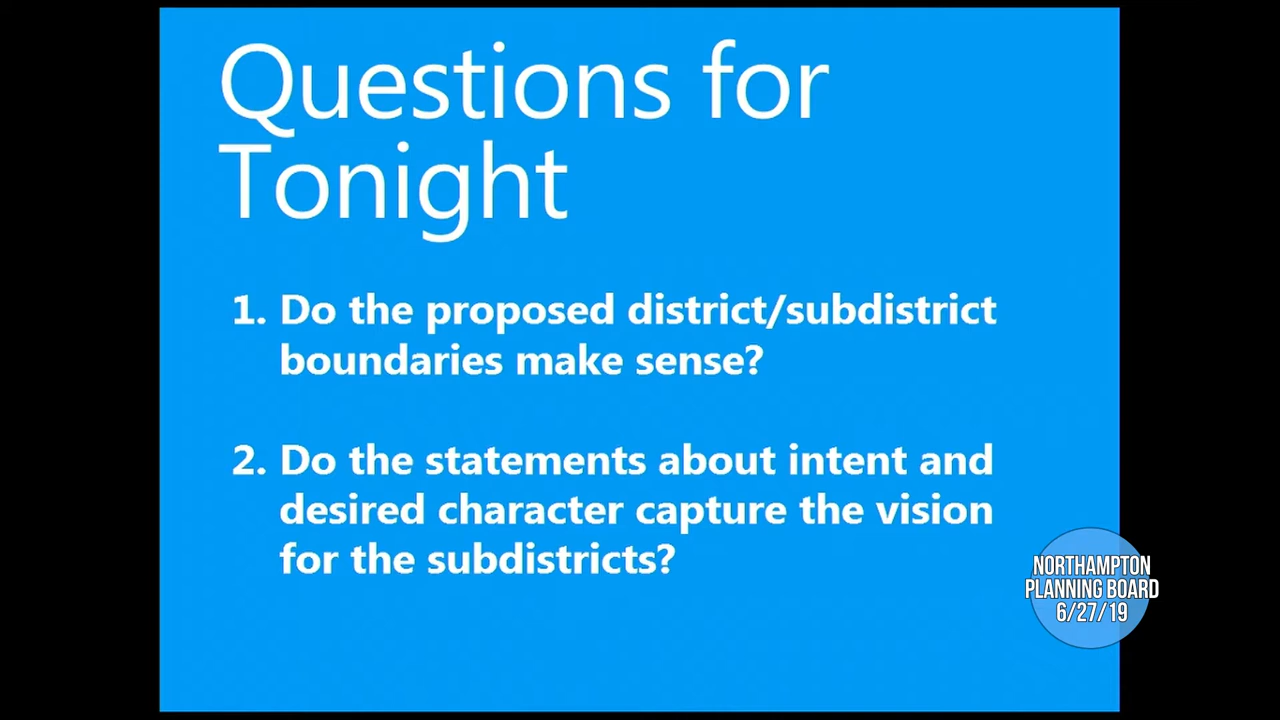 Questions for
Tonight
1. Do the proposed district/subdistrict
boundaries make sense?
2. Do the statements about intent and
desired character capture the vision
for the subdistricts?
NORTHAMPTON
PLANNING BOARD
6/27/19